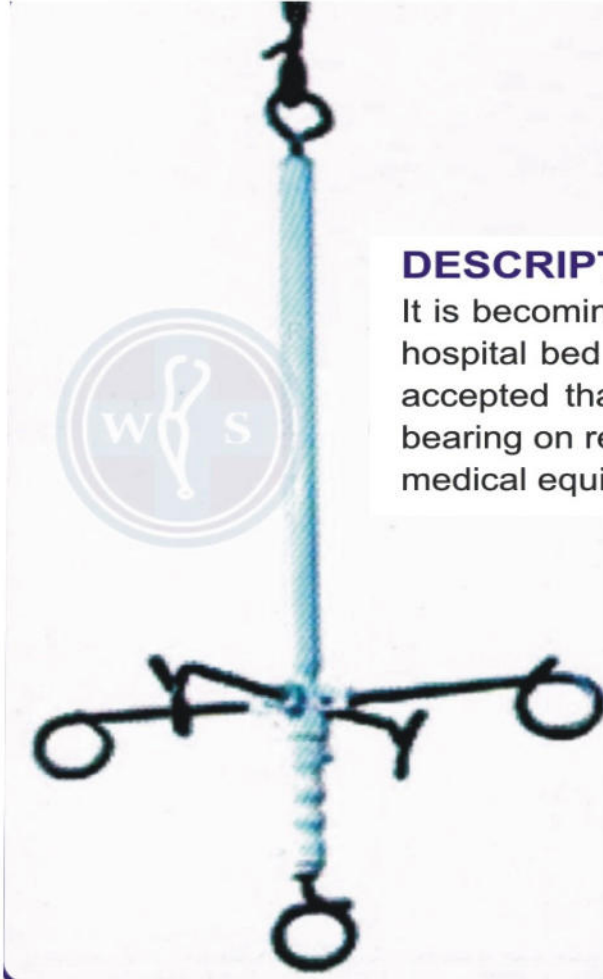 W S
DESCRIPT
It is becomin
hospital bed
accepted tha
bearing on re
medical equi